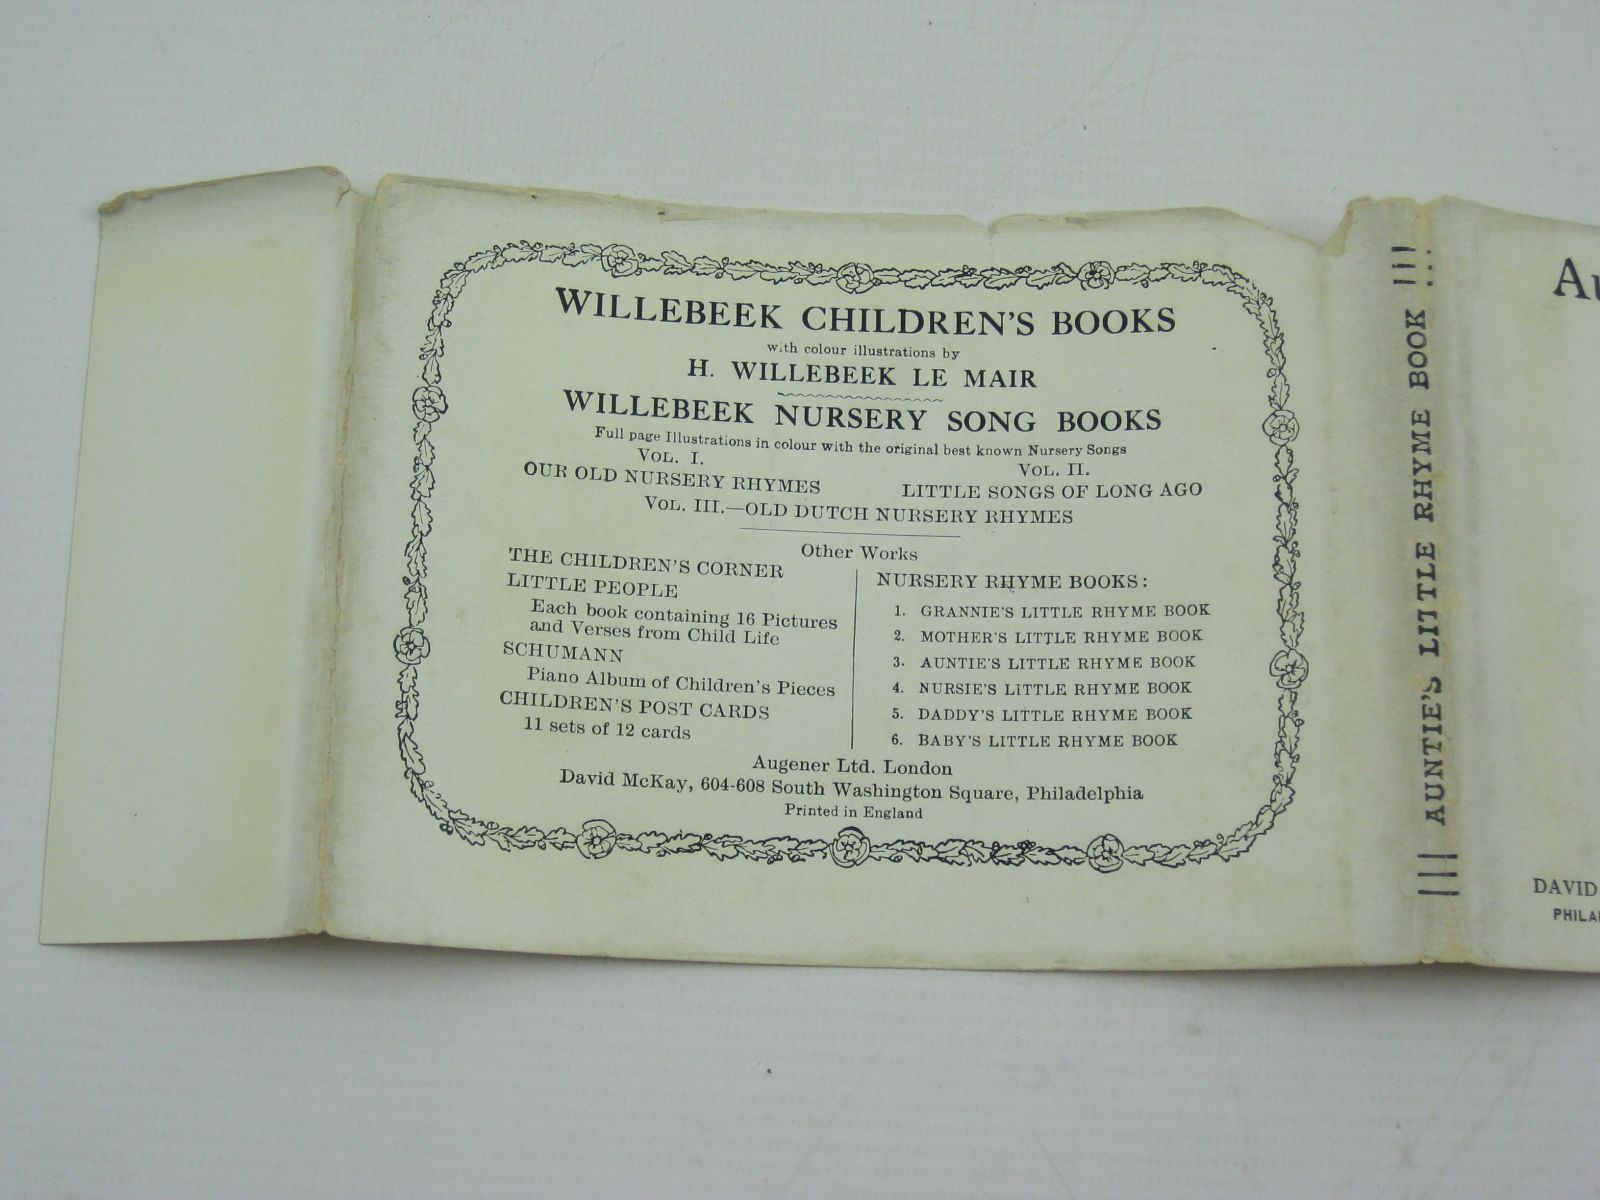 WILLEBEEK CHILDREN'S BOOKS
with colour illustrations by
H. WILLEBEEK LE MAIR
WILLEBEEK NURSERY SONG BOOKS
Full page Illustrations in colour with the original best known Nursery Songs
VOL. I.
OUR OLD NURSERY RHYMES
VOL. II.
LITTLE SONGS OF LONG AGO
VOL. III.—OLD DUTCH NURSERY RHYMES
Other Works
THE CHILDREN'S CORNER
LITTLE PEOPLE
Each book containing 16 Pictures
and Verses from Child Life
SCHUMANN
Piano Album of Children's Pieces
CHILDREN'S POST CARDS
11 sets of 12 cards
NURSERY RHYME BOOKS:
1. GRANNIE'S LITTLE RHYME BOOK
2. MOTHER'S LITTLE RHYME BOOK
3. AUNTIE'S LITTLE RHYME BOOK
4. NURSIE'S LITTLE RHYME BOOK
5. DADDY'S LITTLE RHYME BOOK
6. BABY'S LITTLE RHYME BOOK
Augener Ltd. London
David McKay, 604-608 South Washington Square, Philadelphia
Printed in England
AUNTIE'S LITTLE RHYME BOOK
DAVID